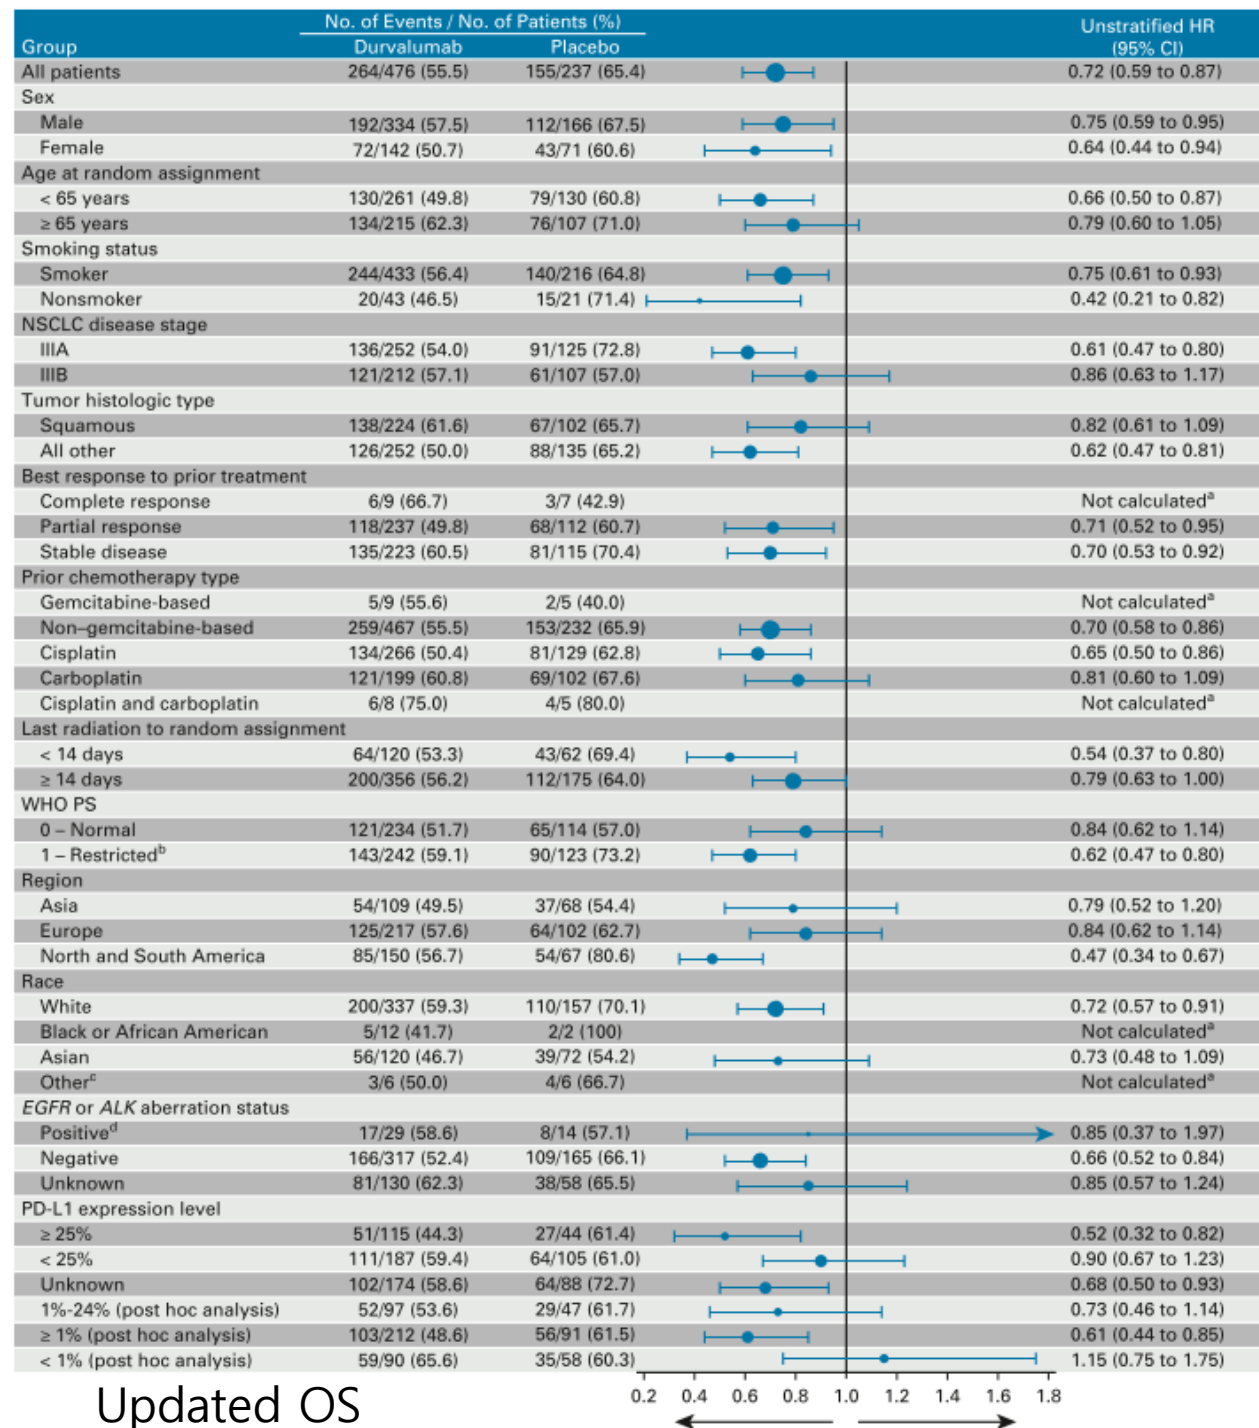 No. of Events / No. of Patients (%)
Unstratified HR
Group Durvalumab Placebo (95% CI)
All patients 264/476 (55.5) 155/237 (65.4) 0.72 (0.59 to 0.87)
Sex
Male 192/334 (57.5) 112/166 (67.5) 0.75 (0.59 to 0.95)
Female 72/142 (50.7) 43/71 (60.6) 0.64 (0.44 to 0.94)
Age at random assignment
< 65 years 130/261 (49.8) 79/130 (60.8) 0.66 (0.50 to 0.87)
≥ 65 years 134/215 (62.3) 76/107 (71.0) 0.79 (0.60 to 1.05)
Smoking status
Smoker 244/433 (56.4) 140/216 (64.8) 0.75 (0.61 to 0.93)
Nonsmoker 20/43 (46.5) 15/21 (71.4) 0.42 (0.21 to 0.82)
NSCLC disease stage
IIIA 136/252 (54.0) 91/125 (72.8) 0.61 (0.47 to 0.80)
IIIB 121/212 (57.1) 61/107 (57.0) 0.86 (0.63 to 1.17)
Tumor histologic type
Squamous 138/224 (61.6) 67/102 (65.7) 0.82 (0.61 to 1.09)
All other 126/252 (50.0) 88/135 (65.2) 0.62 (0.47 to 0.81)
Best response to prior treatment
Complete response 6/9 (66.7) 3/7 (42.9) Not calculatedᵃ
Partial response 118/237 (49.8) 68/112 (60.7) 0.71 (0.52 to 0.95)
Stable disease 135/223 (60.5) 81/115 (70.4) 0.70 (0.53 to 0.92)
Prior chemotherapy type
Gemcitabine-based 5/9 (55.6) 2/5 (40.0) Not calculatedᵃ
Non–gemcitabine-based 259/467 (55.5) 153/232 (65.9) 0.70 (0.58 to 0.86)
Cisplatin 134/266 (50.4) 81/129 (62.8) 0.65 (0.50 to 0.86)
Carboplatin 121/199 (60.8) 69/102 (67.6) 0.81 (0.60 to 1.09)
Cisplatin and carboplatin 6/8 (75.0) 4/5 (80.0) Not calculatedᵃ
Last radiation to random assignment
< 14 days 64/120 (53.3) 43/62 (69.4) 0.54 (0.37 to 0.80)
≥ 14 days 200/356 (56.2) 112/175 (64.0) 0.79 (0.63 to 1.00)
WHO PS
0 – Normal 121/234 (51.7) 65/114 (57.0) 0.84 (0.62 to 1.14)
1 – Restrictedᵇ 143/242 (59.1) 90/123 (73.2) 0.62 (0.47 to 0.80)
Region
Asia 54/109 (49.5) 37/68 (54.4) 0.79 (0.52 to 1.20)
Europe 125/217 (57.6) 64/102 (62.7) 0.84 (0.62 to 1.14)
North and South America 85/150 (56.7) 54/67 (80.6) 0.47 (0.34 to 0.67)
Race
White 200/337 (59.3) 110/157 (70.1) 0.72 (0.57 to 0.91)
Black or African American 5/12 (41.7) 2/2 (100) Not calculatedᵃ
Asian 56/120 (46.7) 39/72 (54.2) 0.73 (0.48 to 1.09)
Otherᶜ 3/6 (50.0) 4/6 (66.7) Not calculatedᵃ
EGFR or ALK aberration status
Positiveᵈ 17/29 (58.6) 8/14 (57.1) 0.85 (0.37 to 1.97)
Negative 166/317 (52.4) 109/165 (66.1) 0.66 (0.52 to 0.84)
Unknown 81/130 (62.3) 38/58 (65.5) 0.85 (0.57 to 1.24)
PD-L1 expression level
≥ 25% 51/115 (44.3) 27/44 (61.4) 0.52 (0.32 to 0.82)
< 25% 111/187 (59.4) 64/105 (61.0) 0.90 (0.67 to 1.23)
Unknown 102/174 (58.6) 64/88 (72.7) 0.68 (0.50 to 0.93)
1%-24% (post hoc analysis) 52/97 (53.6) 29/47 (61.7) 0.73 (0.46 to 1.14)
≥ 1% (post hoc analysis) 103/212 (48.6) 56/91 (61.5) 0.61 (0.44 to 0.85)
< 1% (post hoc analysis) 59/90 (65.6) 35/58 (60.3) 1.15 (0.75 to 1.75)
0.2 0.4 0.6 0.8 1.0 1.2 1.4 1.6 1.8
Updated OS